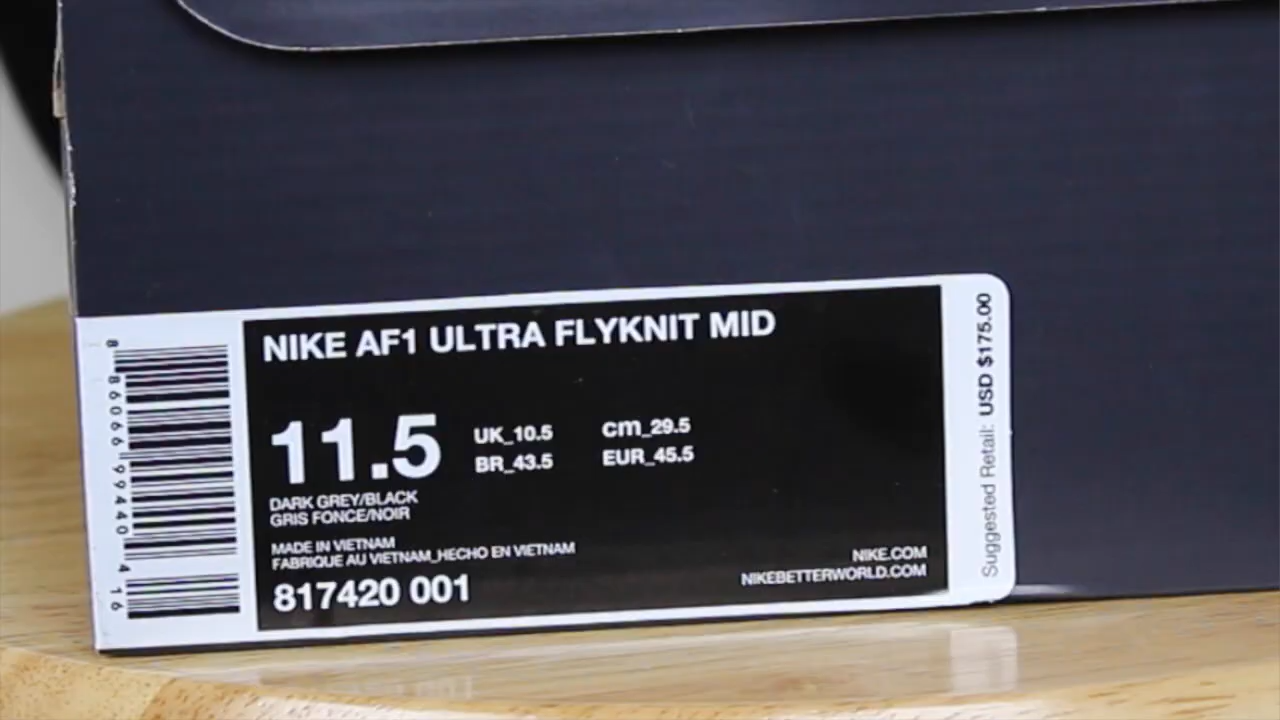 NIKE AF1 ULTRA FLYKNIT MID
11.5
UK_10.5 cm_29.5
BR_43.5 EUR_45.5
DARK GREY/BLACK
GRIS FONCE/NOIR
MADE IN VIETNAM
FABRIQUE AU VIETNAM_HECHO EN VIETNAM
817420 001
NIKE.COM
NIKEBETTERWORLD.COM
Suggested Retail: USD $175.00
8 86066 99440 4 16